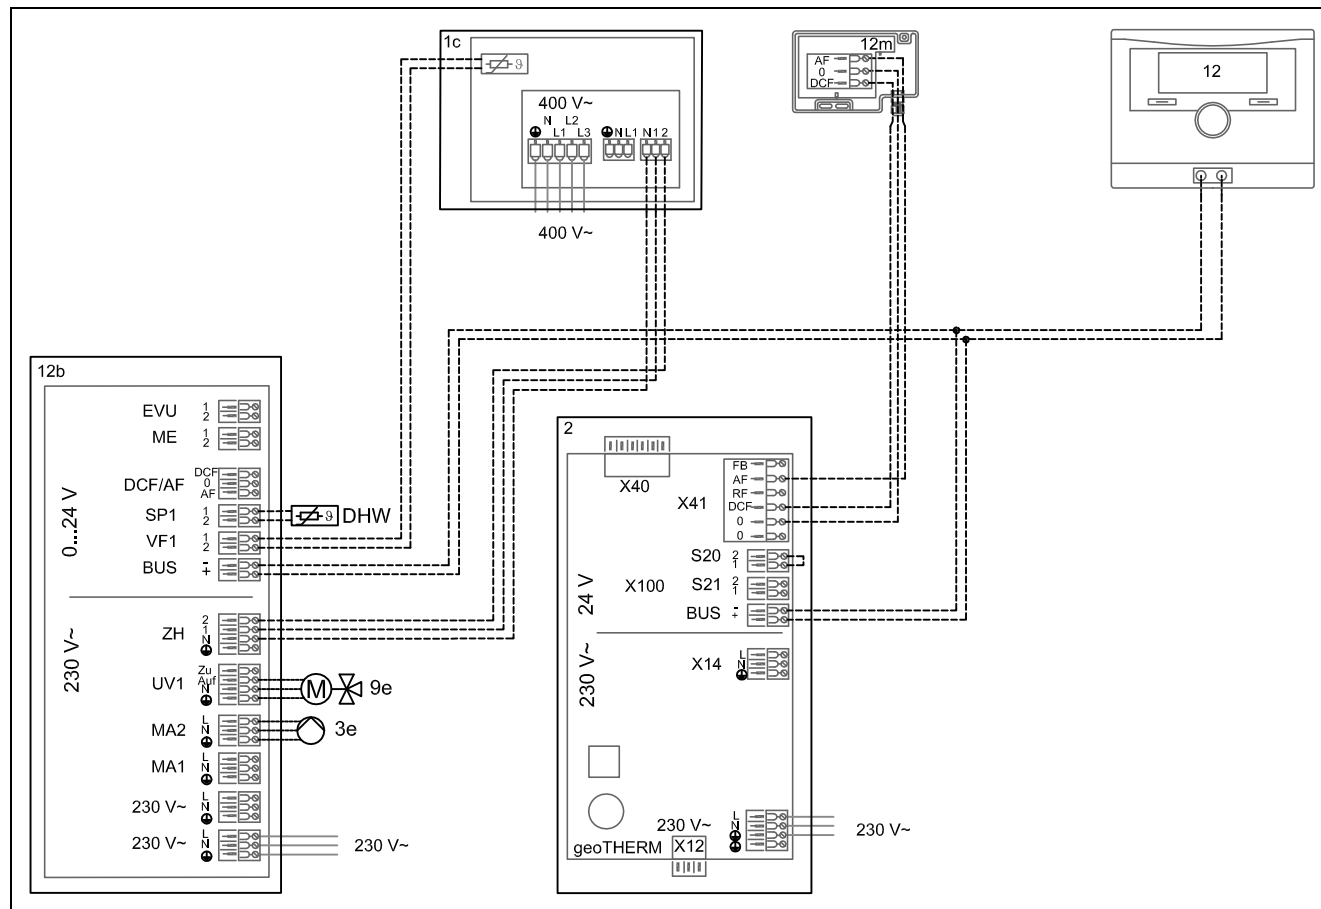 1c
ϑ
400 V~
N L2
L1 L3
N L1
N 1 2
400 V~
12m
AF
0
DCF
12
12b
0...24 V
EVU
1
2
ME
1
2
DCF/AF
DCF
0
AF
SP1
1
2
ϑ DHW
VF1
1
2
BUS
-
+
230 V~
ZH
2
1
N
UV1
Zu
Auf
N
M
9e
MA2
L
N
3e
MA1
L
N
230 V~
L
N
230 V~
L
N
230 V~
2
X40
X41
FB
AF
RF
DCF
0
0
24 V
X100
S20
2
1
S21
2
1
BUS
-
+
230 V~
X14
L
N
230 V~
L
N
230 V~
geoTHERM
X12